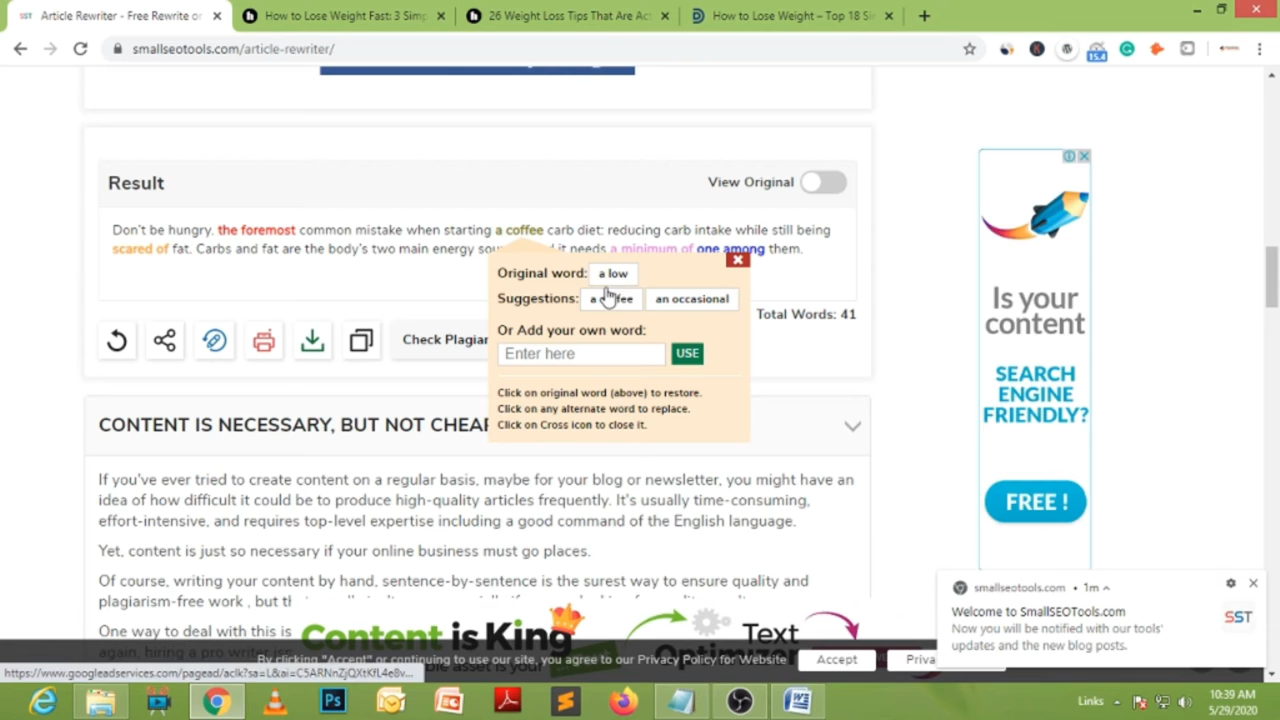 Article Rewriter - Free Rewrite or
How to Lose Weight Fast: 3 Simp
26 Weight Loss Tips That Are Act
How to Lose Weight – Top 18 Si
smallseotools.com/article-rewriter/
15.4
Result
View Original
Don't be hungry. the foremost common mistake when starting a coffee carb diet: reducing carb intake while still being
scared of fat. Carbs and fat are the body's two main energy it needs a minimum of one among them.
Original word: a low
Suggestions: a an occasional
Or Add your own word:
Enter here USE
Click on original word (above) to restore.
Click on any alternate word to replace.
Click on Cross icon to close it.
Total Words: 41
Check Plagiar
CONTENT IS NECESSARY, BUT NOT CHEAP
If you've ever tried to create content on a regular basis, maybe for your blog or newsletter, you might have an
idea of how difficult it could be to produce high-quality articles frequently. It's usually time-consuming,
effort-intensive, and requires top-level expertise including a good command of the English language.
Yet, content is just so necessary if your online business must go places.
Of course, writing your content by hand, sentence-by-sentence is the surest way to ensure quality and
plagiarism-free work , but th
One way to deal with this is
again, hiring a pro writer
Content is King
Text
Optimizer
By clicking "Accept" or continuing to use our site, you agree to our Privacy Policy for Website
Accept
Priva
https://www.googleadservices.com/pagead/aclk?sa=L&ai=C5ARNnZjQXtKfL4e8v...
Is your
content
SEARCH
ENGINE
FRIENDLY?
FREE !
smallseotools.com • 1m
Welcome to SmallSEOTools.com
Now you will be notified with our tools'
updates and the new blog posts.
SST
Ps
Links
10:39 AM
5/29/2020